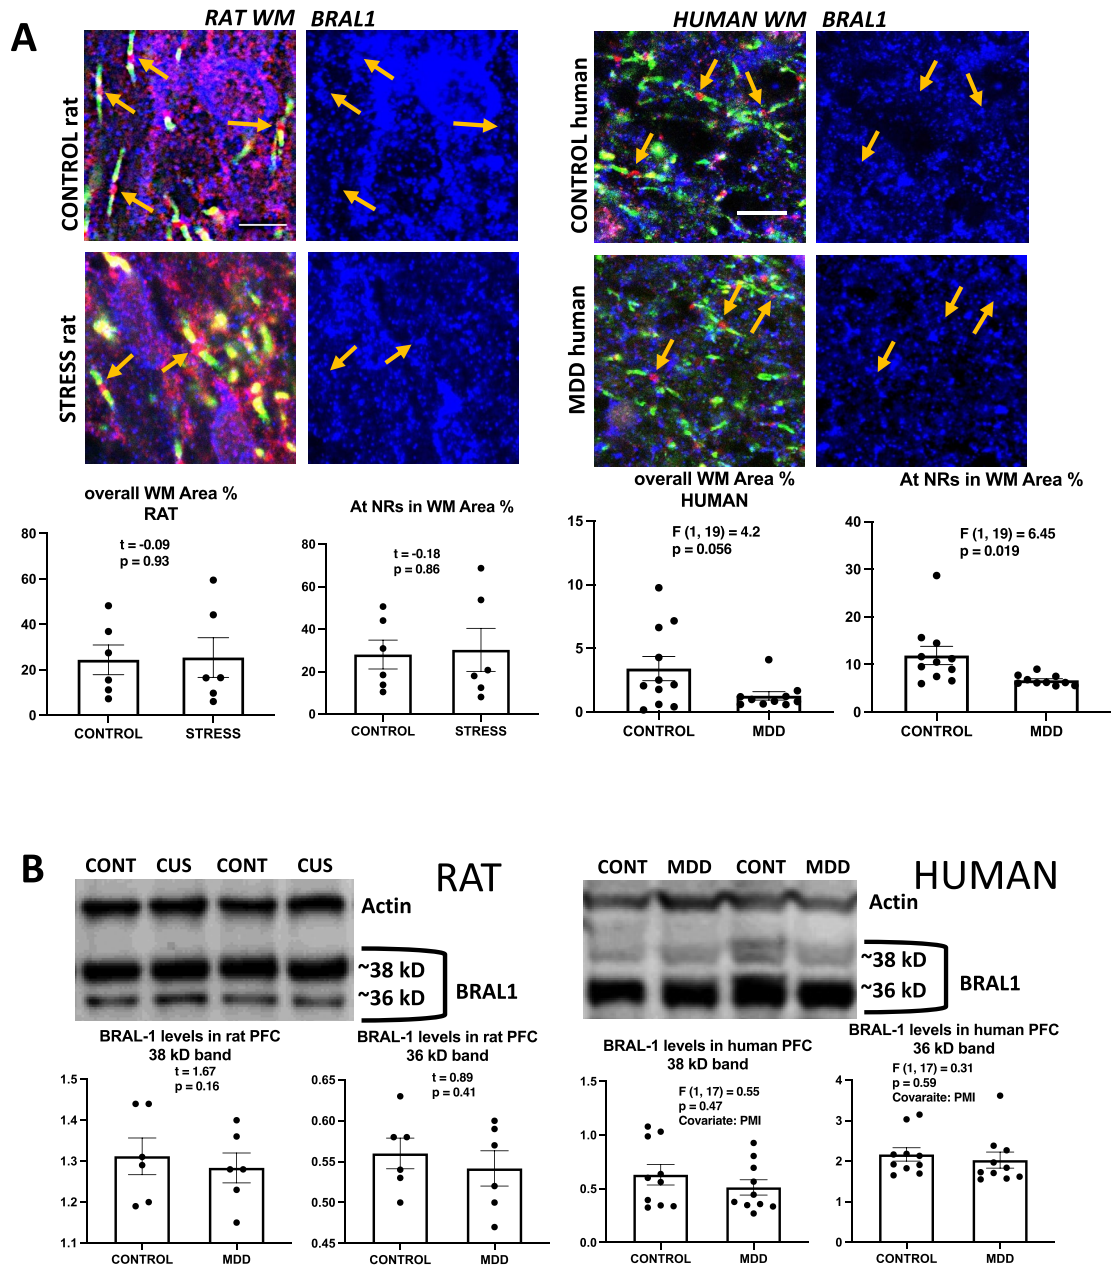 A
RAT WM BRAL1
HUMAN WM BRAL1
CONTROL rat
CONTROL human
STRESS rat
MDD human
overall WM Area %
RAT
t = -0.09
p = 0.93
80
60
40
20
0
CONTROL STRESS
At NRs in WM Area %
t = -0.18
p = 0.86
80
60
40
20
0
CONTROL STRESS
overall WM Area %
HUMAN
F (1, 19) = 4.2
p = 0.056
15
10
5
0
CONTROL MDD
At NRs in WM Area %
F (1, 19) = 6.45
p = 0.019
40
30
20
10
0
CONTROL MDD
B
CONT CUS CONT CUS
RAT
Actin
~38 kD
~36 kD
BRAL1
CONT MDD CONT MDD
HUMAN
Actin
~38 kD
~36 kD
BRAL1
BRAL-1 levels in rat PFC
38 kD band
t = 1.67
p = 0.16
1.5
1.4
1.3
1.2
1.1
CONTROL MDD
BRAL-1 levels in rat PFC
36 kD band
t = 0.89
p = 0.41
0.65
0.60
0.55
0.50
0.45
CONTROL MDD
BRAL-1 levels in human PFC
38 kD band
F (1, 17) = 0.55
p = 0.47
Covariate: PMI
1.5
1.0
0.5
0.0
CONTROL MDD
BRAL-1 levels in human PFC
36 kD band
F (1, 17) = 0.31
p = 0.59
Covaraite: PMI
4
3
2
1
0
CONTROL MDD